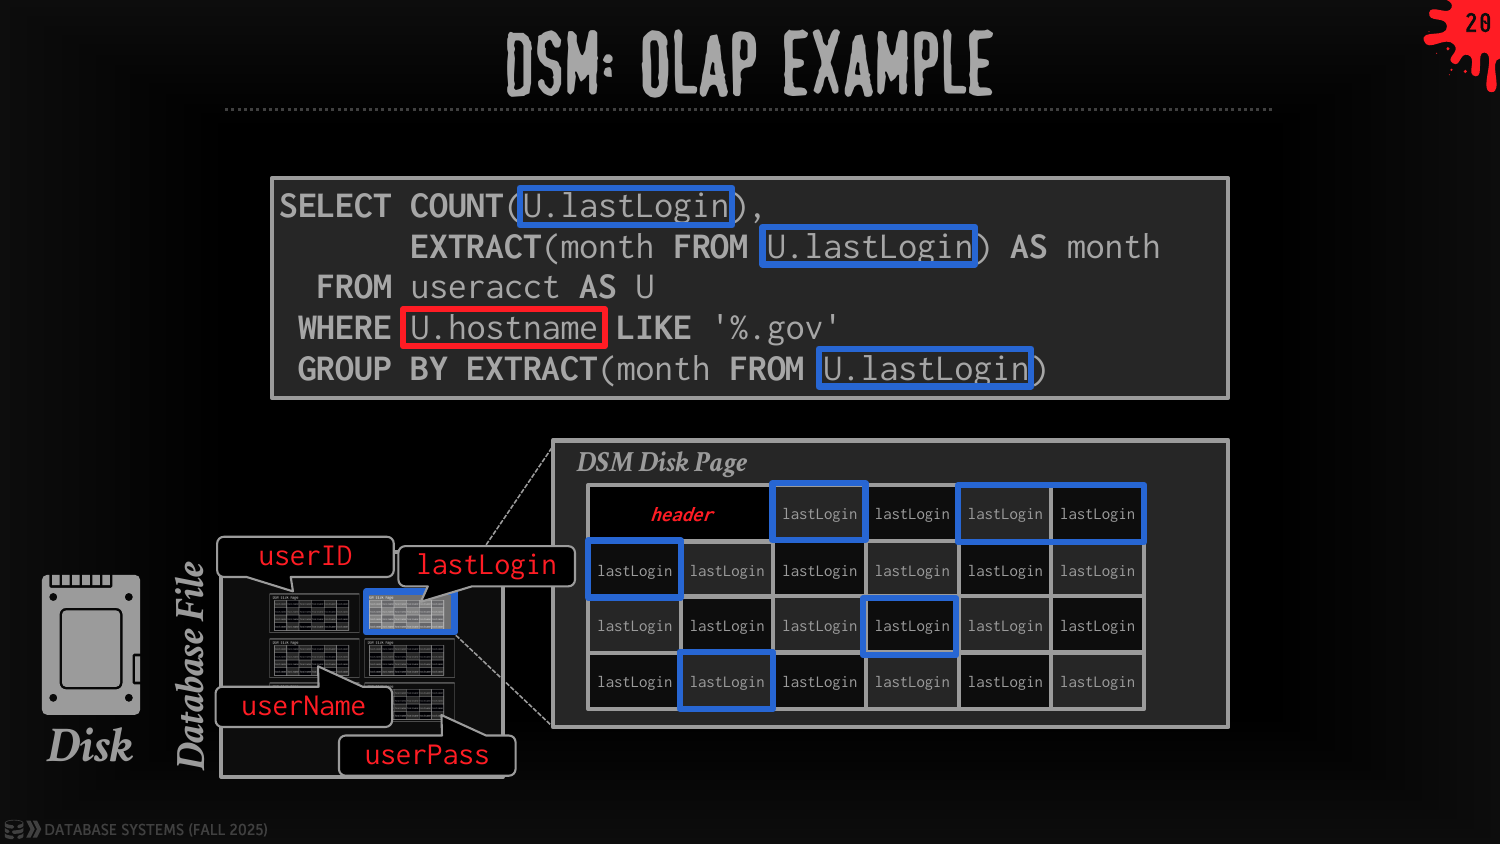 20
DSM: OLAP EXAMPLE
SELECT COUNT(U.lastLogin),
EXTRACT(month FROM U.lastLogin) AS month
FROM useracct AS U
WHERE U.hostname LIKE '%.gov'
GROUP BY EXTRACT(month FROM U.lastLogin)
DSM Disk Page
header lastLogin lastLogin lastLogin lastLogin
lastLogin lastLogin lastLogin lastLogin lastLogin lastLogin
lastLogin lastLogin lastLogin lastLogin lastLogin lastLogin
lastLogin lastLogin lastLogin lastLogin lastLogin lastLogin
userID
lastLogin
userName
userPass
Database File
Disk
DATABASE SYSTEMS (FALL 2025)